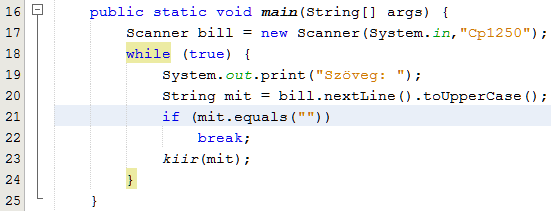 16 public static void main(String[] args) {
17 Scanner bill = new Scanner(System.in,"Cp1250");
18 while (true) {
19 System.out.print("Szöveg: ");
20 String mit = bill.nextLine().toUpperCase();
21 if (mit.equals(""))
22 break;
23 kiir(mit);
24 }
25 }